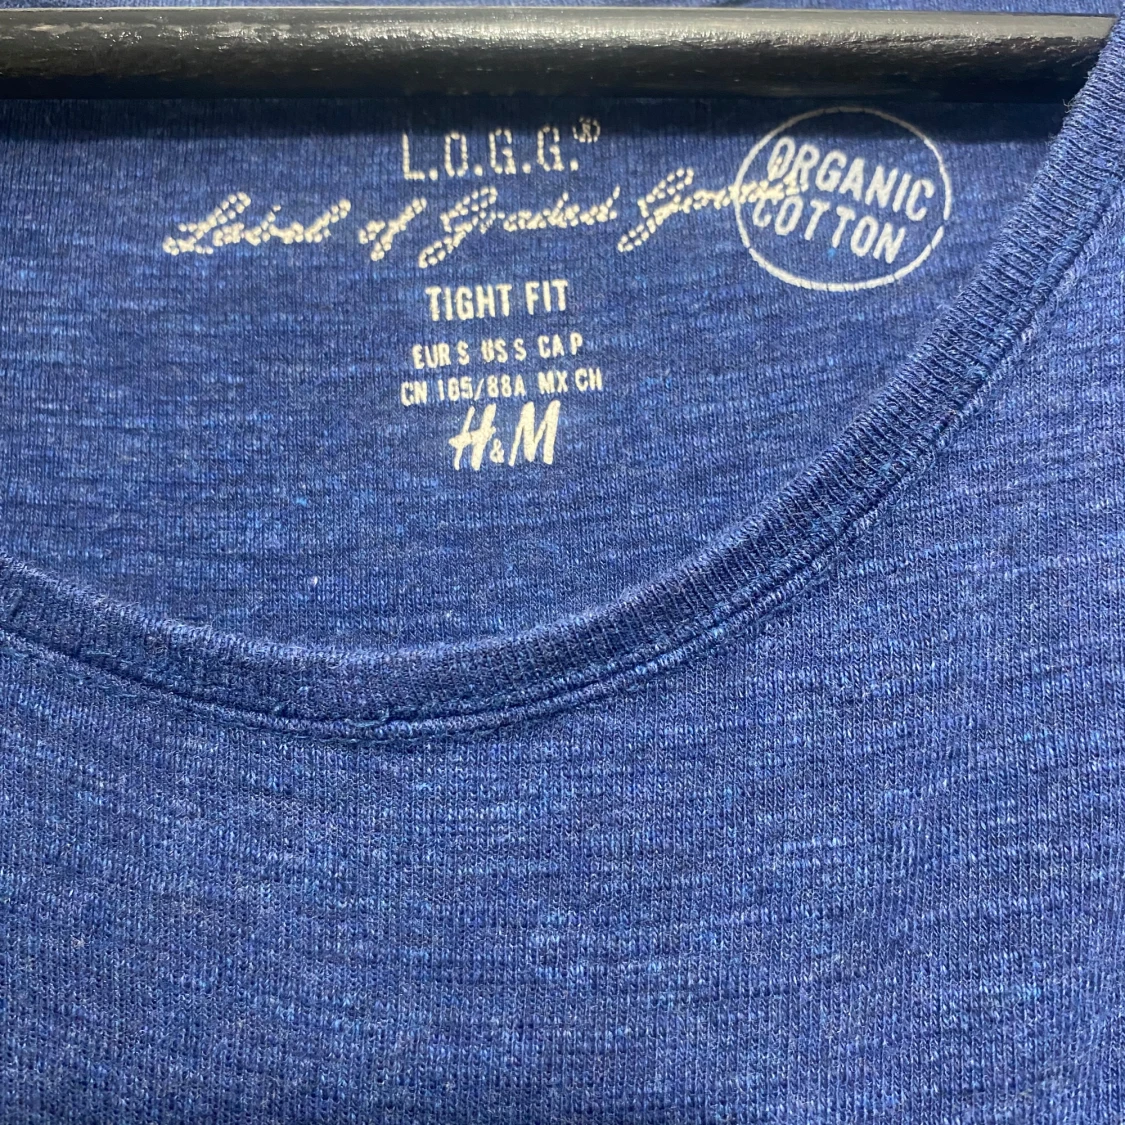 L.O.G.G.®
Label of Graded Goods
ORGANIC
COTTON
TIGHT FIT
EUR S US S CA P
CN 165/88A MX CH
H&M